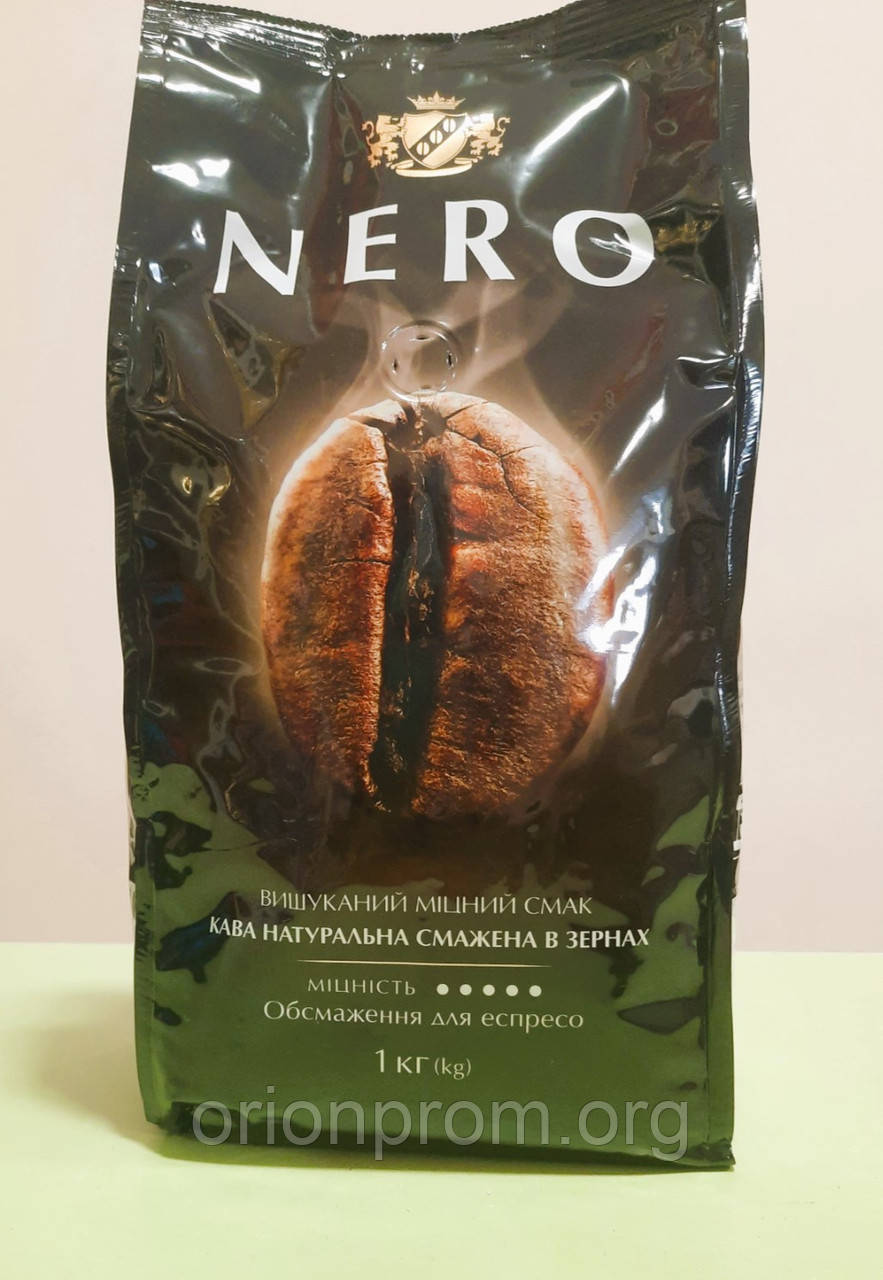 NERO
ВИШУКАНИЙ МІЦНИЙ СМАК
КАВА НАТУРАЛЬНА СМАЖЕНА В ЗЕРНАХ
МІЦНІСТЬ
Обсмаження для еспресо
1 кг (kg)
orionprom.org